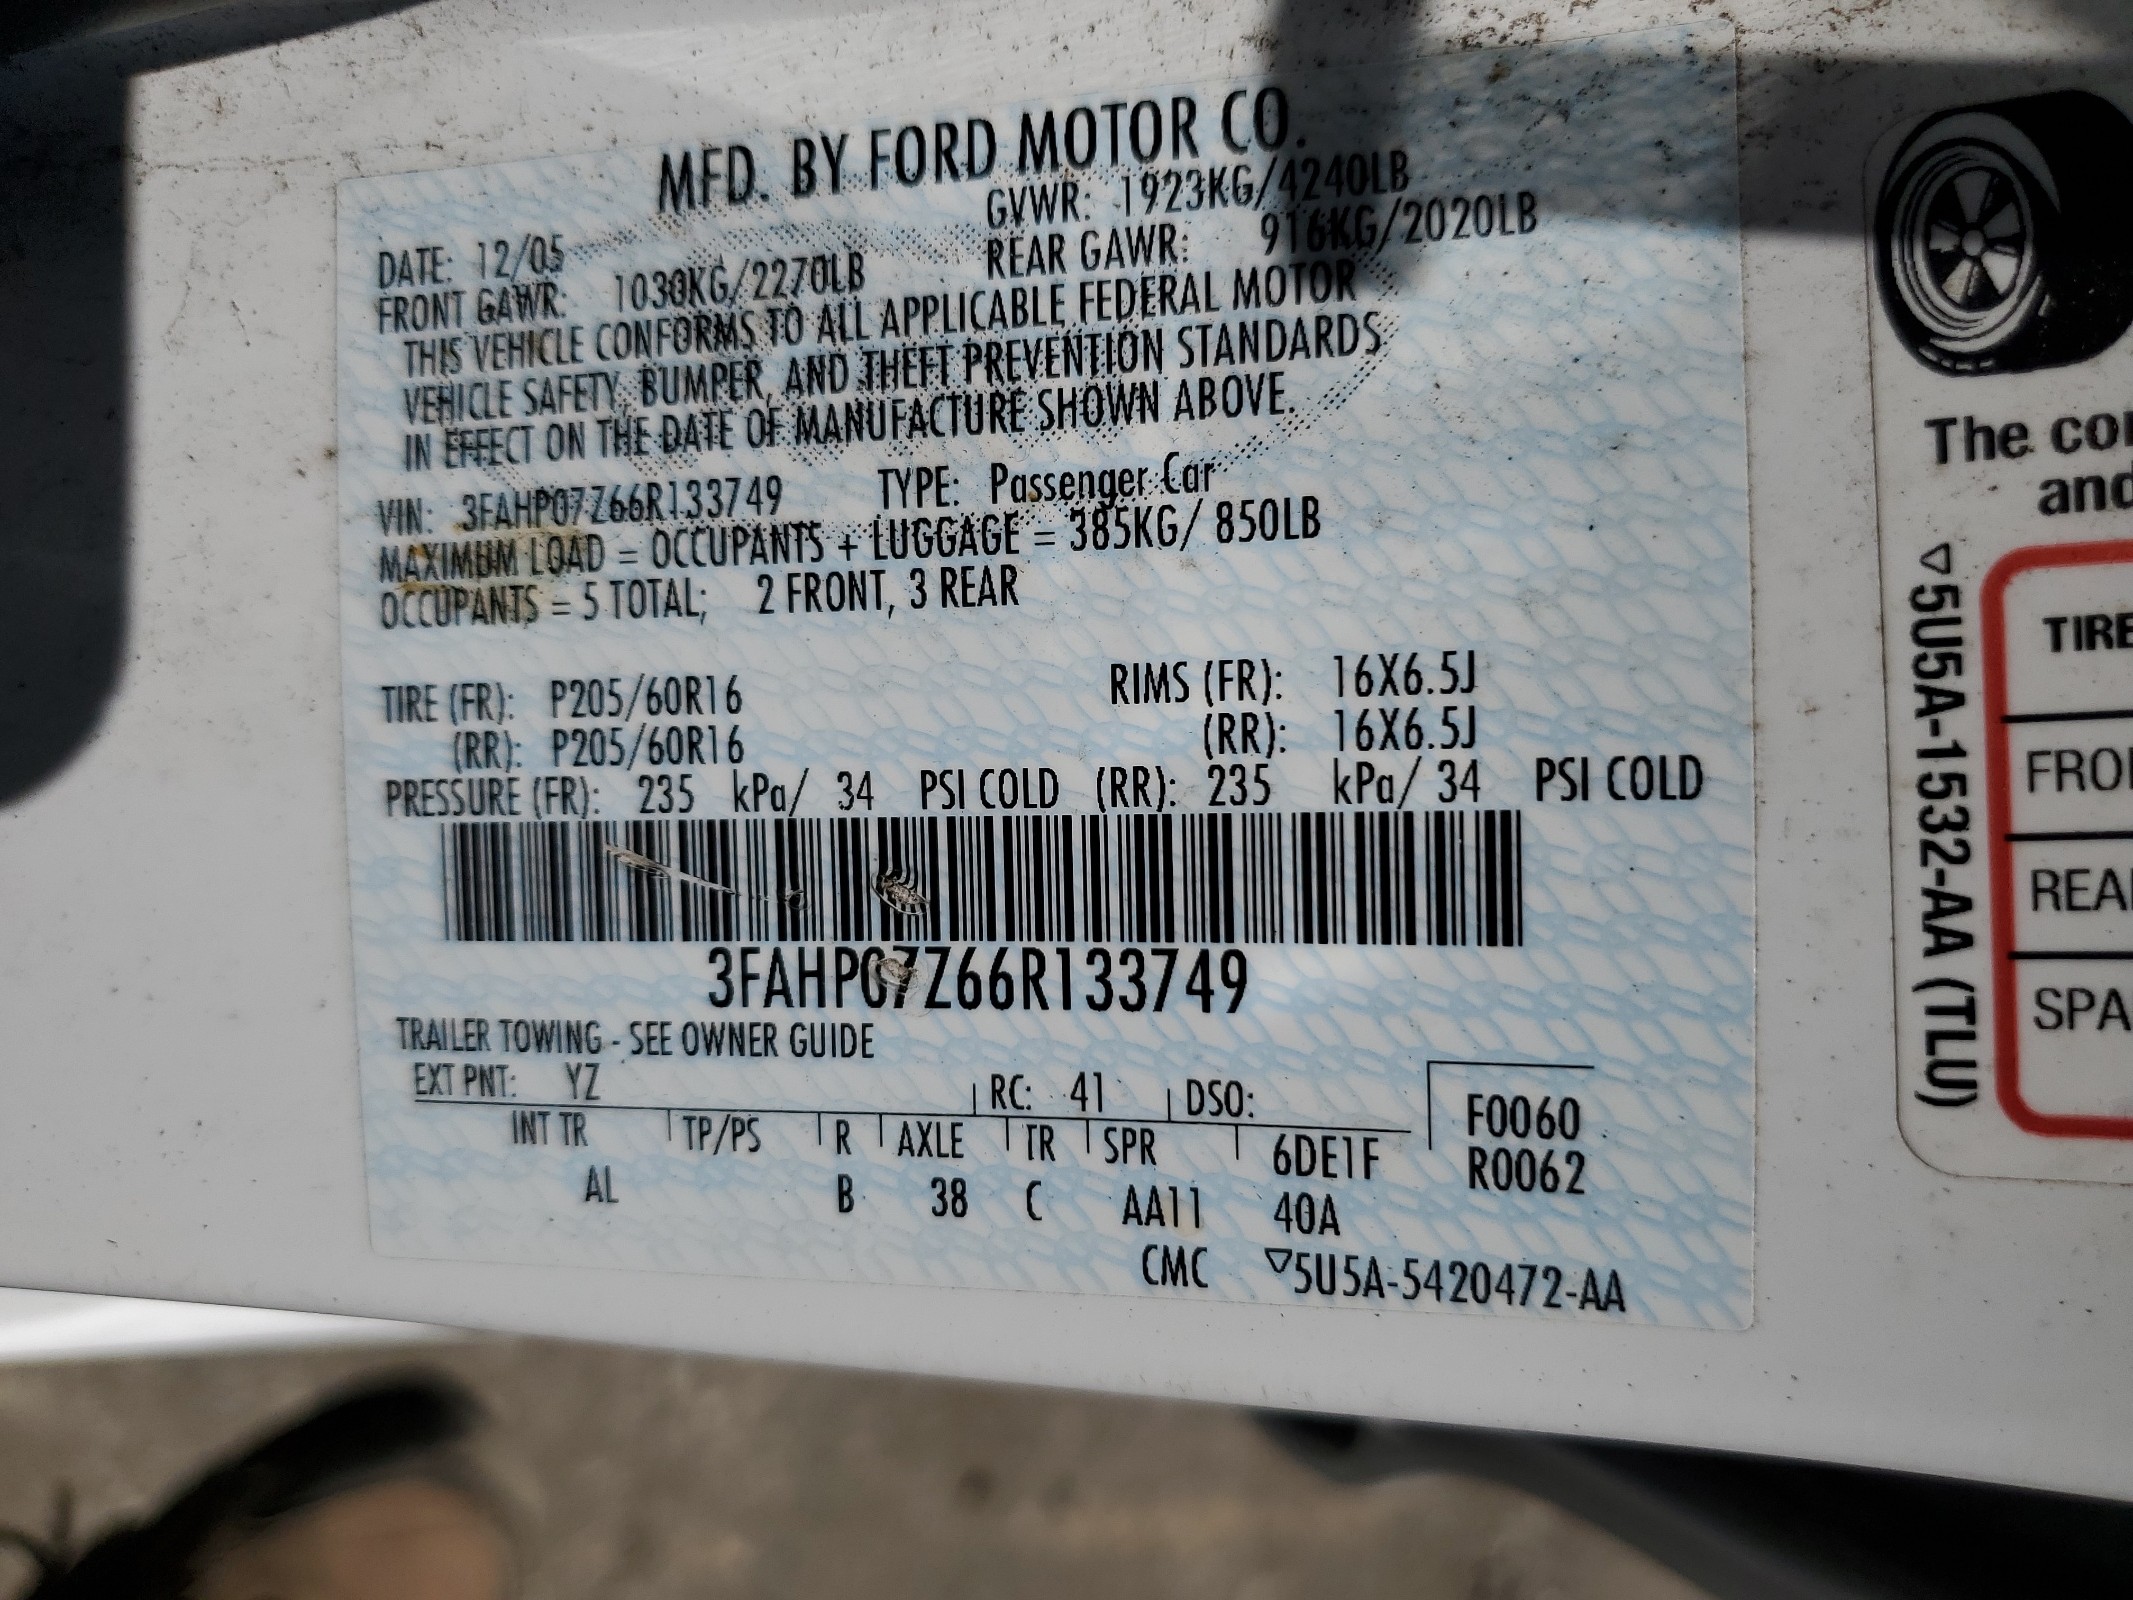 MFD. BY FORD MOTOR CO.
DATE: 12/05 GVWR: 1923KG/4240LB
FRONT GAWR: 1030KG/2270LB REAR GAWR: 916KG/2020LB
THIS VEHICLE CONFORMS TO ALL APPLICABLE FEDERAL MOTOR
VEHICLE SAFETY, BUMPER, AND THEFT PREVENTION STANDARDS
IN EFFECT ON THE DATE OF MANUFACTURE SHOWN ABOVE.
VIN: 3FAHP07Z66R133749 TYPE: Passenger Car
MAXIMUM LOAD = OCCUPANTS + LUGGAGE = 385KG/ 850LB
OCCUPANTS = 5 TOTAL; 2 FRONT, 3 REAR
TIRE (FR): P205/60R16 RIMS (FR): 16X6.5J
(RR): P205/60R16 (RR): 16X6.5J
PRESSURE (FR): 235 kPa/ 34 PSI COLD (RR): 235 kPa/ 34 PSI COLD
3FAHP07Z66R133749
TRAILER TOWING - SEE OWNER GUIDE
EXT PNT: YZ RC: 41 DSO:
F0060
INT TR TP/PS R AXLE TR SPR 6DE1F
R0062
AL B 38 C AA11 40A
CMC ▽5U5A-5420472-AA
The co
and
▽5U5A-1532-AA (TLU)
TIRE
FRO
REA
SPA